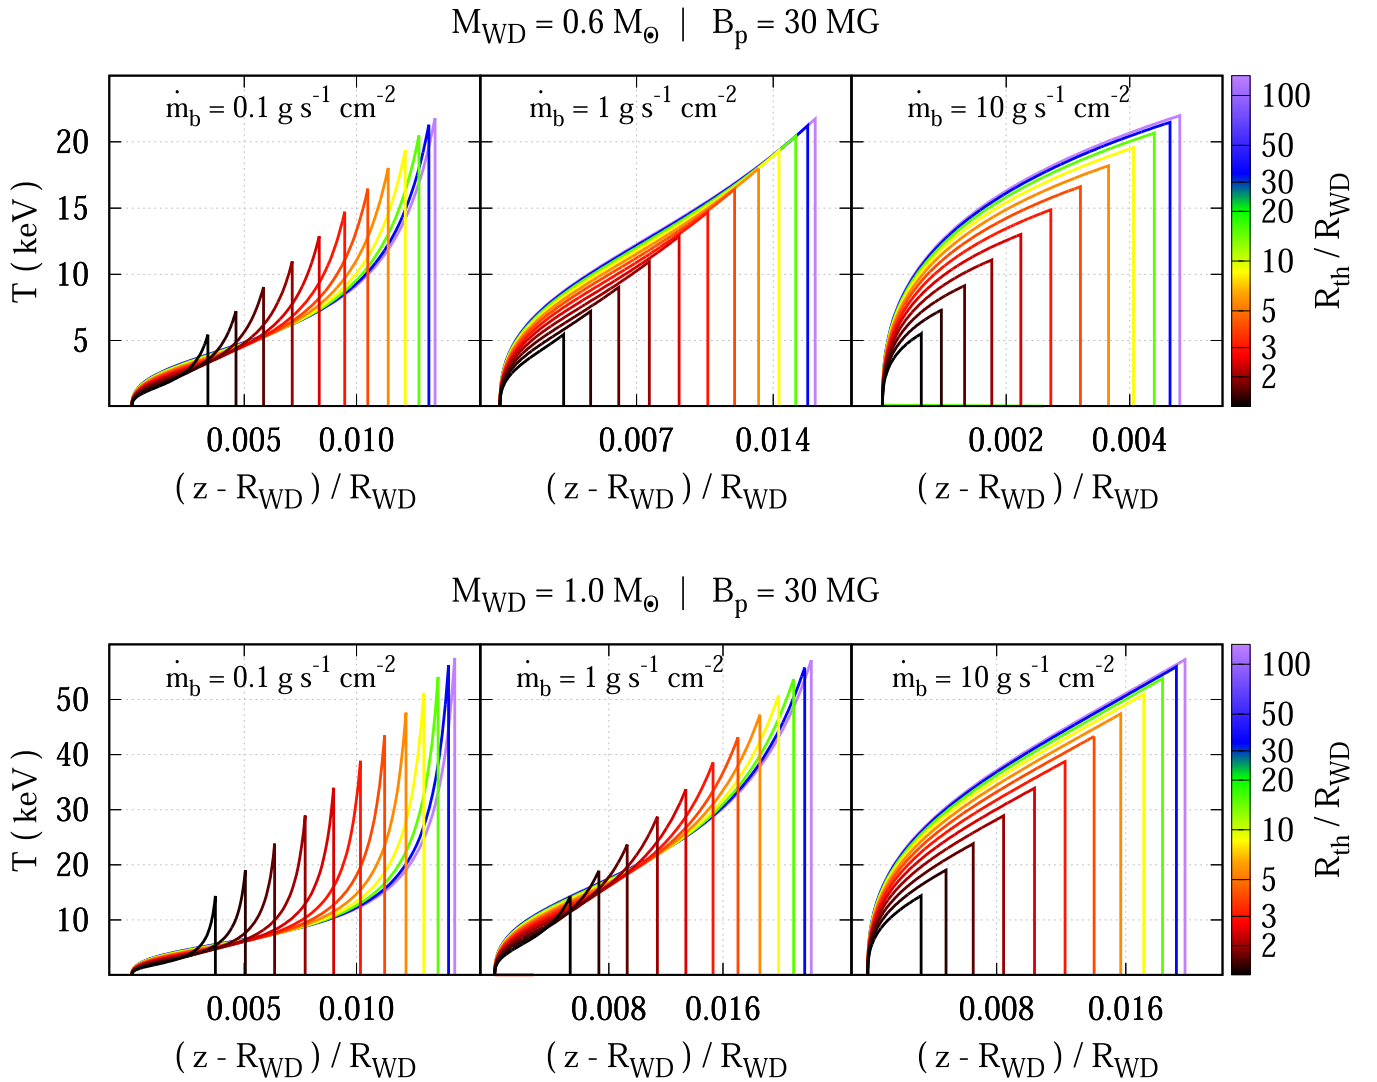 M_WD = 0.6 M_⊙ | B_p = 30 MG
ṁ_b = 0.1 g s^-1 cm^-2
ṁ_b = 1 g s^-1 cm^-2
ṁ_b = 10 g s^-1 cm^-2
T ( keV )
20
15
10
5
0.005 0.010
0.007 0.014
0.002 0.004
( z - R_WD ) / R_WD
( z - R_WD ) / R_WD
( z - R_WD ) / R_WD
100
50
30
20
10
5
3
2
R_th / R_WD
M_WD = 1.0 M_⊙ | B_p = 30 MG
ṁ_b = 0.1 g s^-1 cm^-2
ṁ_b = 1 g s^-1 cm^-2
ṁ_b = 10 g s^-1 cm^-2
T ( keV )
50
40
30
20
10
0.005 0.010
0.008 0.016
0.008 0.016
( z - R_WD ) / R_WD
( z - R_WD ) / R_WD
( z - R_WD ) / R_WD
100
50
30
20
10
5
3
2
R_th / R_WD